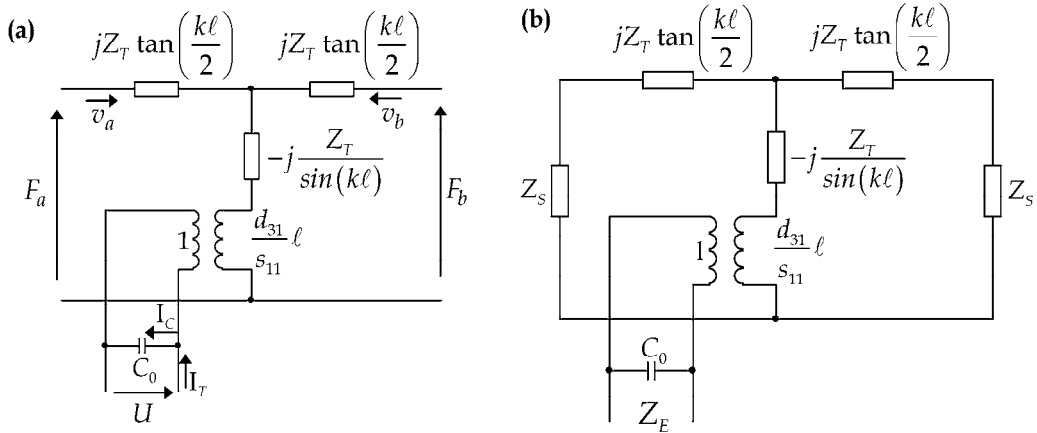 (a)
jZ_T tan(kℓ/2)
jZ_T tan(kℓ/2)
v_a
v_b
-j Z_T/sin(kℓ)
F_a
F_b
1
d_31/s_11 ℓ
I_C
C_0
I_T
U
(b)
jZ_T tan(kℓ/2)
jZ_T tan(kℓ/2)
-j Z_T/sin(kℓ)
Z_S
Z_S
1
d_31/s_11 ℓ
C_0
Z_E